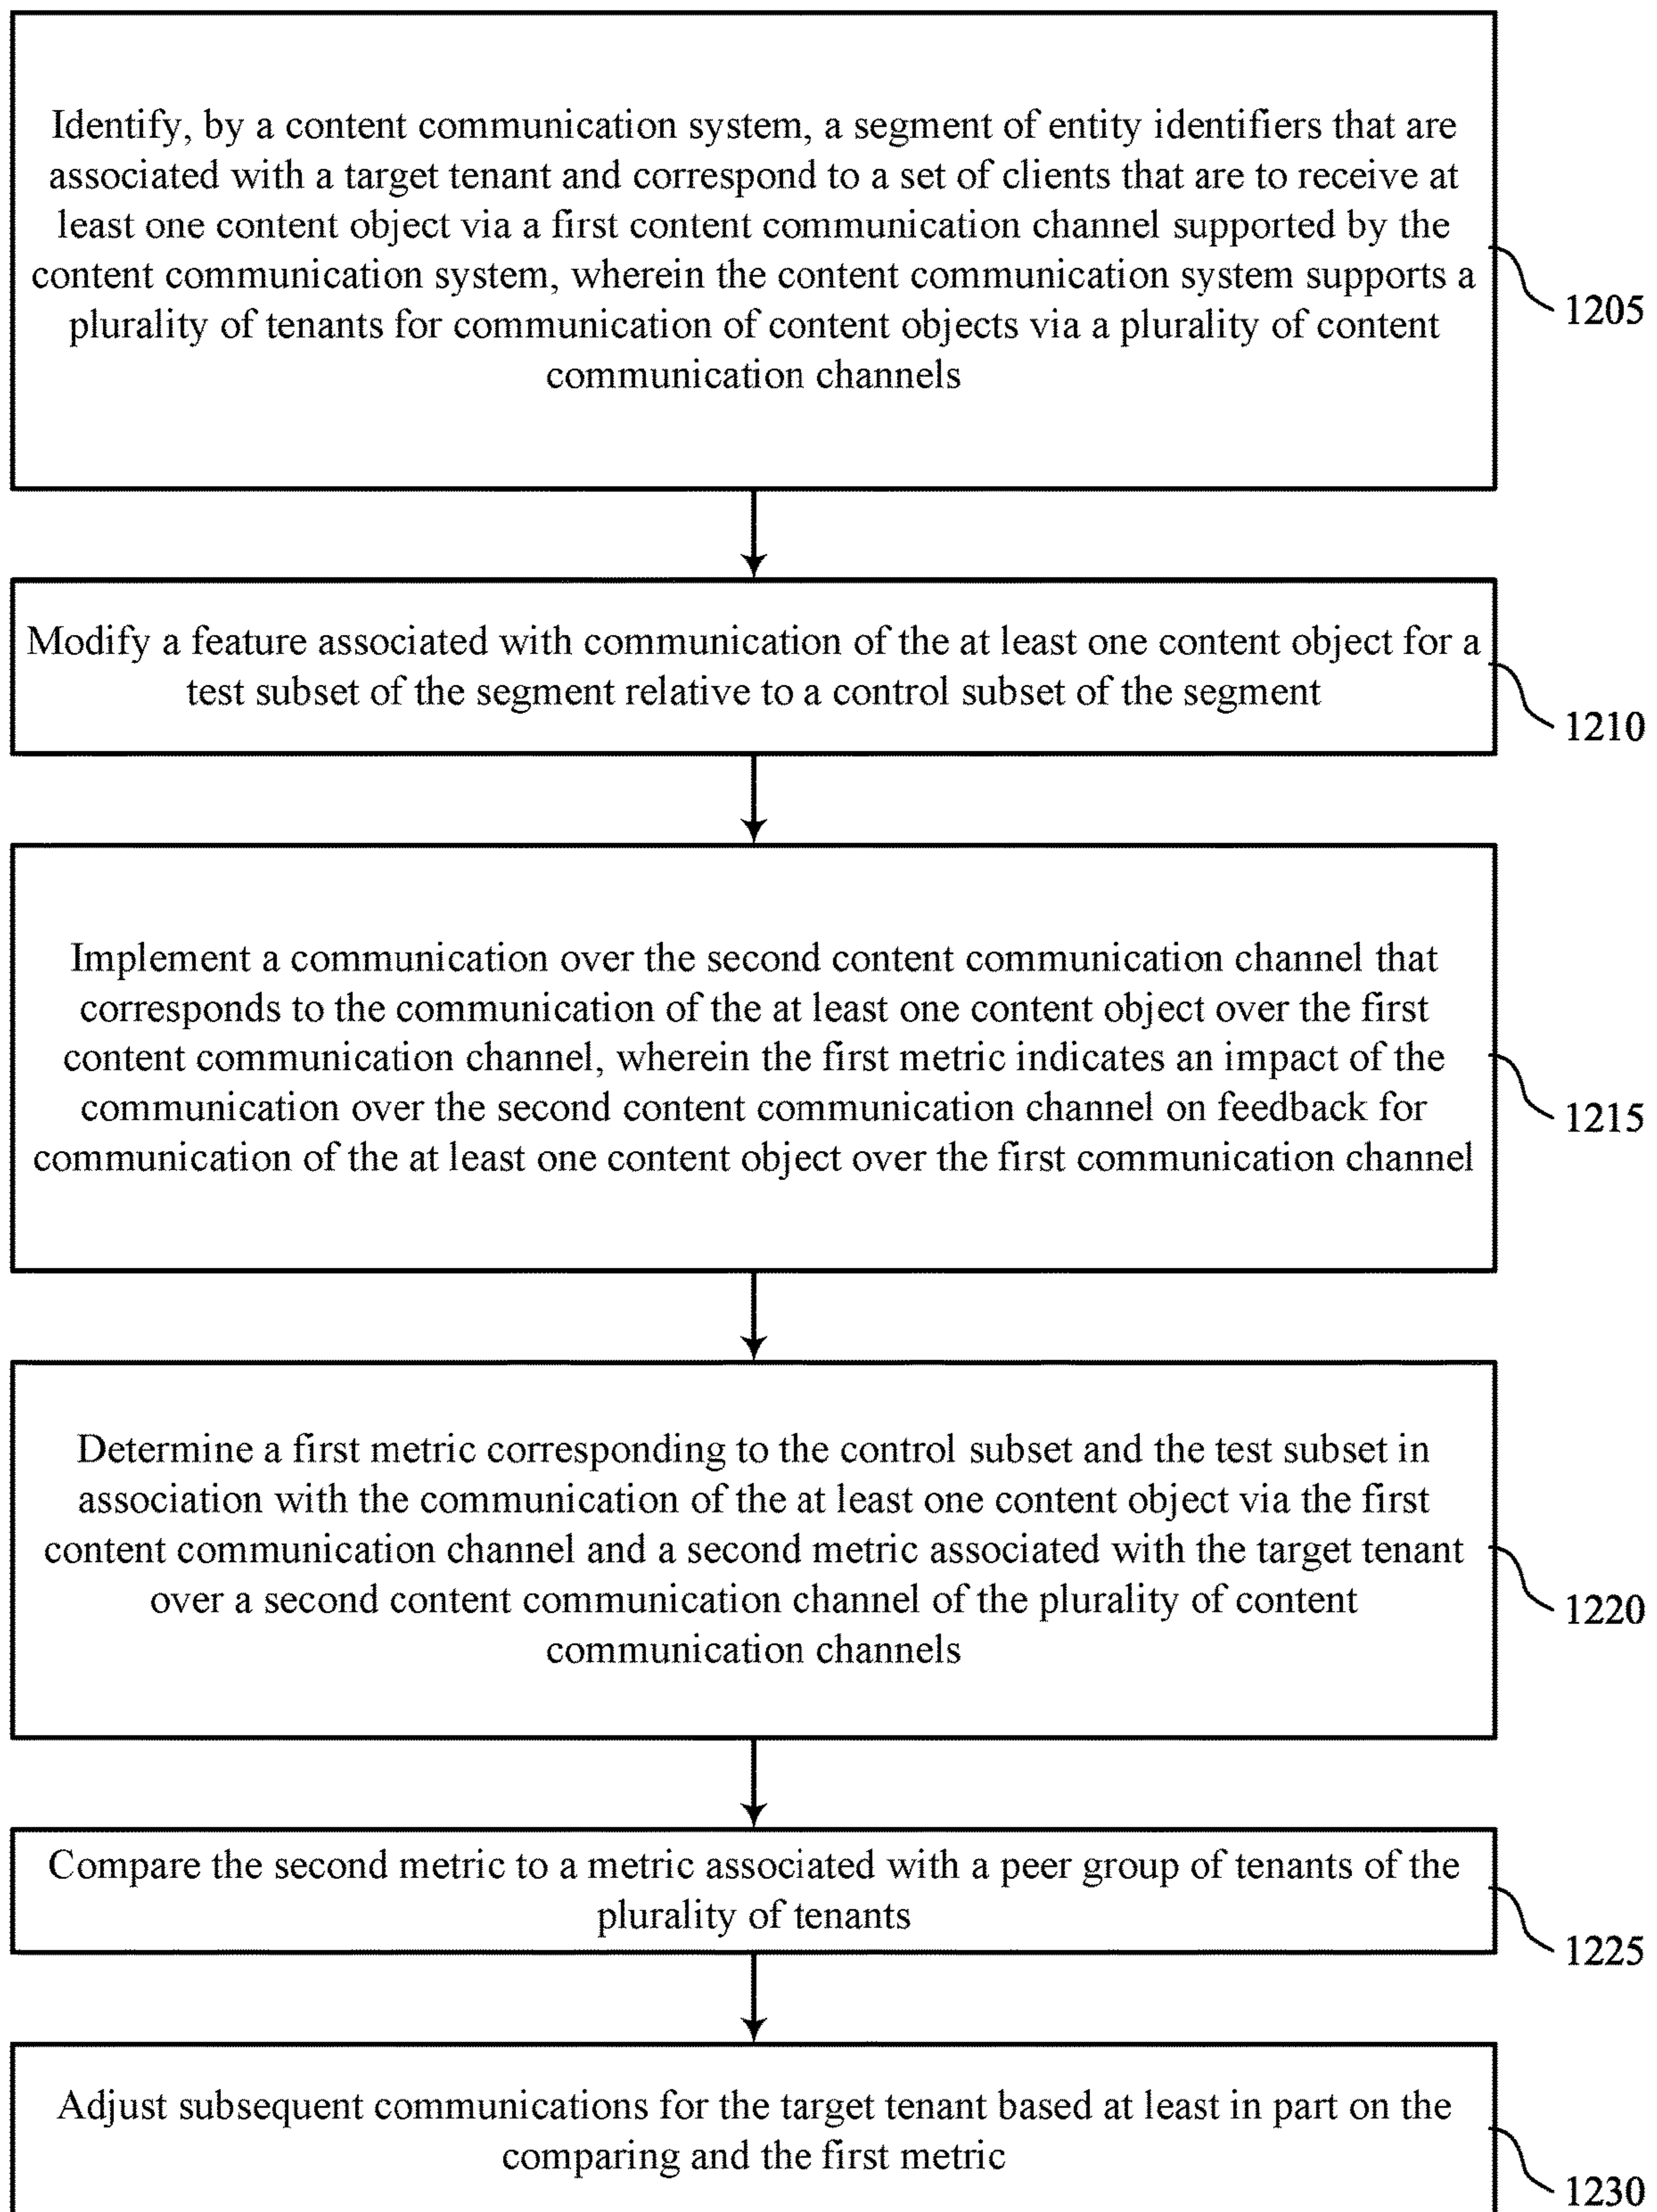 Identify, by a content communication system, a segment of entity identifiers that are
associated with a target tenant and correspond to a set of clients that are to receive at
least one content object via a first content communication channel supported by the
content communication system, wherein the content communication system supports a
plurality of tenants for communication of content objects via a plurality of content
communication channels
1205
Modify a feature associated with communication of the at least one content object for a
test subset of the segment relative to a control subset of the segment
1210
Implement a communication over the second content communication channel that
corresponds to the communication of the at least one content object over the first
content communication channel, wherein the first metric indicates an impact of the
communication over the second content communication channel on feedback for
communication of the at least one content object over the first communication channel
1215
Determine a first metric corresponding to the control subset and the test subset in
association with the communication of the at least one content object via the first
content communication channel and a second metric associated with the target tenant
over a second content communication channel of the plurality of content
communication channels
1220
Compare the second metric to a metric associated with a peer group of tenants of the
plurality of tenants
1225
Adjust subsequent communications for the target tenant based at least in part on the
comparing and the first metric
1230